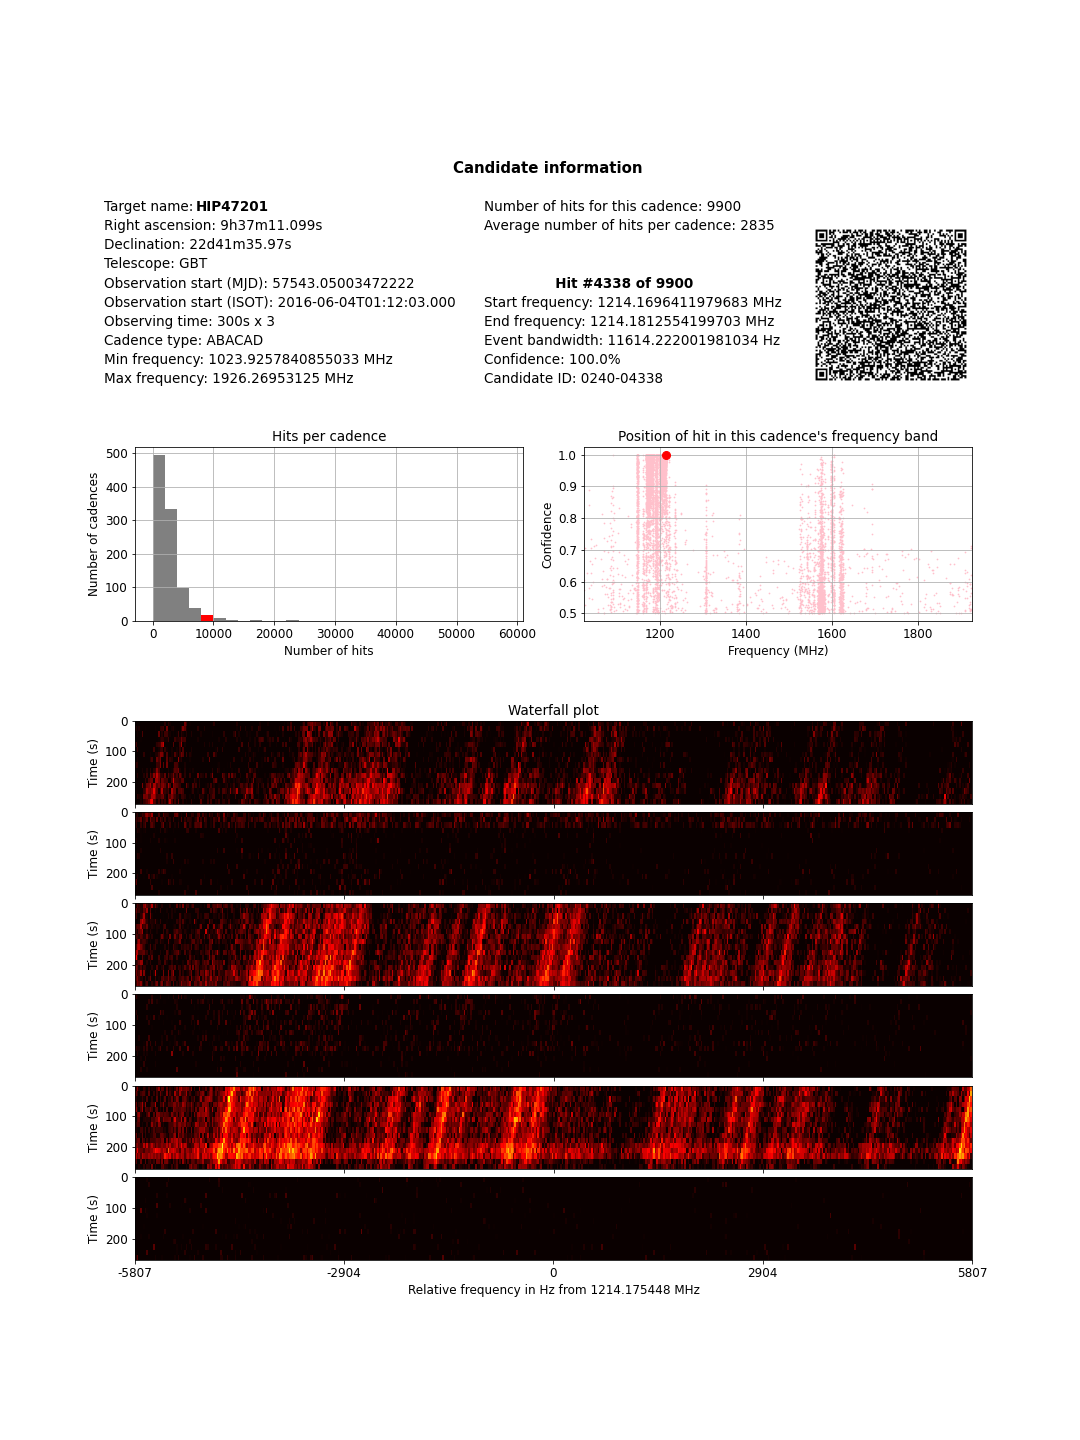 Candidate information
Target name: HIP47201
Right ascension: 9h37m11.099s
Declination: 22d41m35.97s
Telescope: GBT
Observation start (MJD): 57543.05003472222
Observation start (ISOT): 2016-06-04T01:12:03.000
Observing time: 300s x 3
Cadence type: ABACAD
Min frequency: 1023.9257840855033 MHz
Max frequency: 1926.26953125 MHz
Number of hits for this cadence: 9900
Average number of hits per cadence: 2835
Hit #4338 of 9900
Start frequency: 1214.1696411979683 MHz
End frequency: 1214.1812554199703 MHz
Event bandwidth: 11614.222001981034 Hz
Confidence: 100.0%
Candidate ID: 0240-04338
Hits per cadence
Number of cadences
500
400
300
200
100
0
0 10000 20000 30000 40000 50000 60000
Number of hits
Position of hit in this cadence's frequency band
Confidence
1.0
0.9
0.8
0.7
0.6
0.5
1200 1400 1600 1800
Frequency (MHz)
Waterfall plot
Time (s)
0
100
200
Time (s)
0
100
200
Time (s)
0
100
200
Time (s)
0
100
200
Time (s)
0
100
200
Time (s)
0
100
200
-5807 -2904 0 2904 5807
Relative frequency in Hz from 1214.175448 MHz